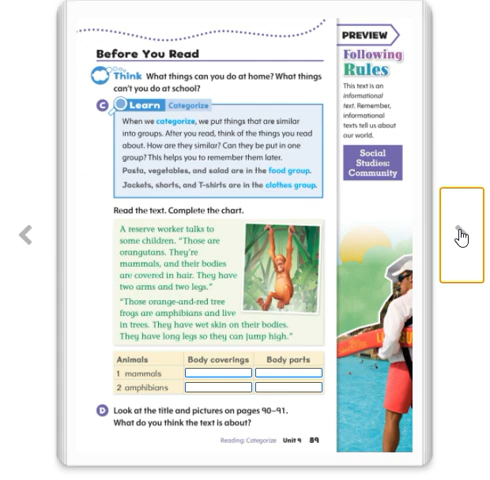 Before You Read
Think What things can you do at home? What things
can't you do at school?
C Learn Categorize
When we categorize, we put things that are similar
into groups. After you read, think of the things you read
about. How are they similar? Can they be put in one
group? This helps you to remember them later.
Pasta, vegetables, and salad are in the food group.
Jackets, shorts, and T-shirts are in the clothes group.
Read the text. Complete the chart.
A reserve worker talks to
some children. "Those are
orangutans. They're
mammals, and their bodies
are covered in hair. They have
two arms and two legs."
"Those orange-and-red tree
frogs are amphibians and live
in trees. They have wet skin on their bodies.
They have long legs so they can jump high."
Animals Body coverings Body parts
1 mammals
2 amphibians
D Look at the title and pictures on pages 90–91.
What do you think the text is about?
Reading: Categorize Unit 9 89
PREVIEW
Following
Rules
This text is an
informational
text. Remember,
informational
texts tell us about
our world.
Social
Studies:
Community